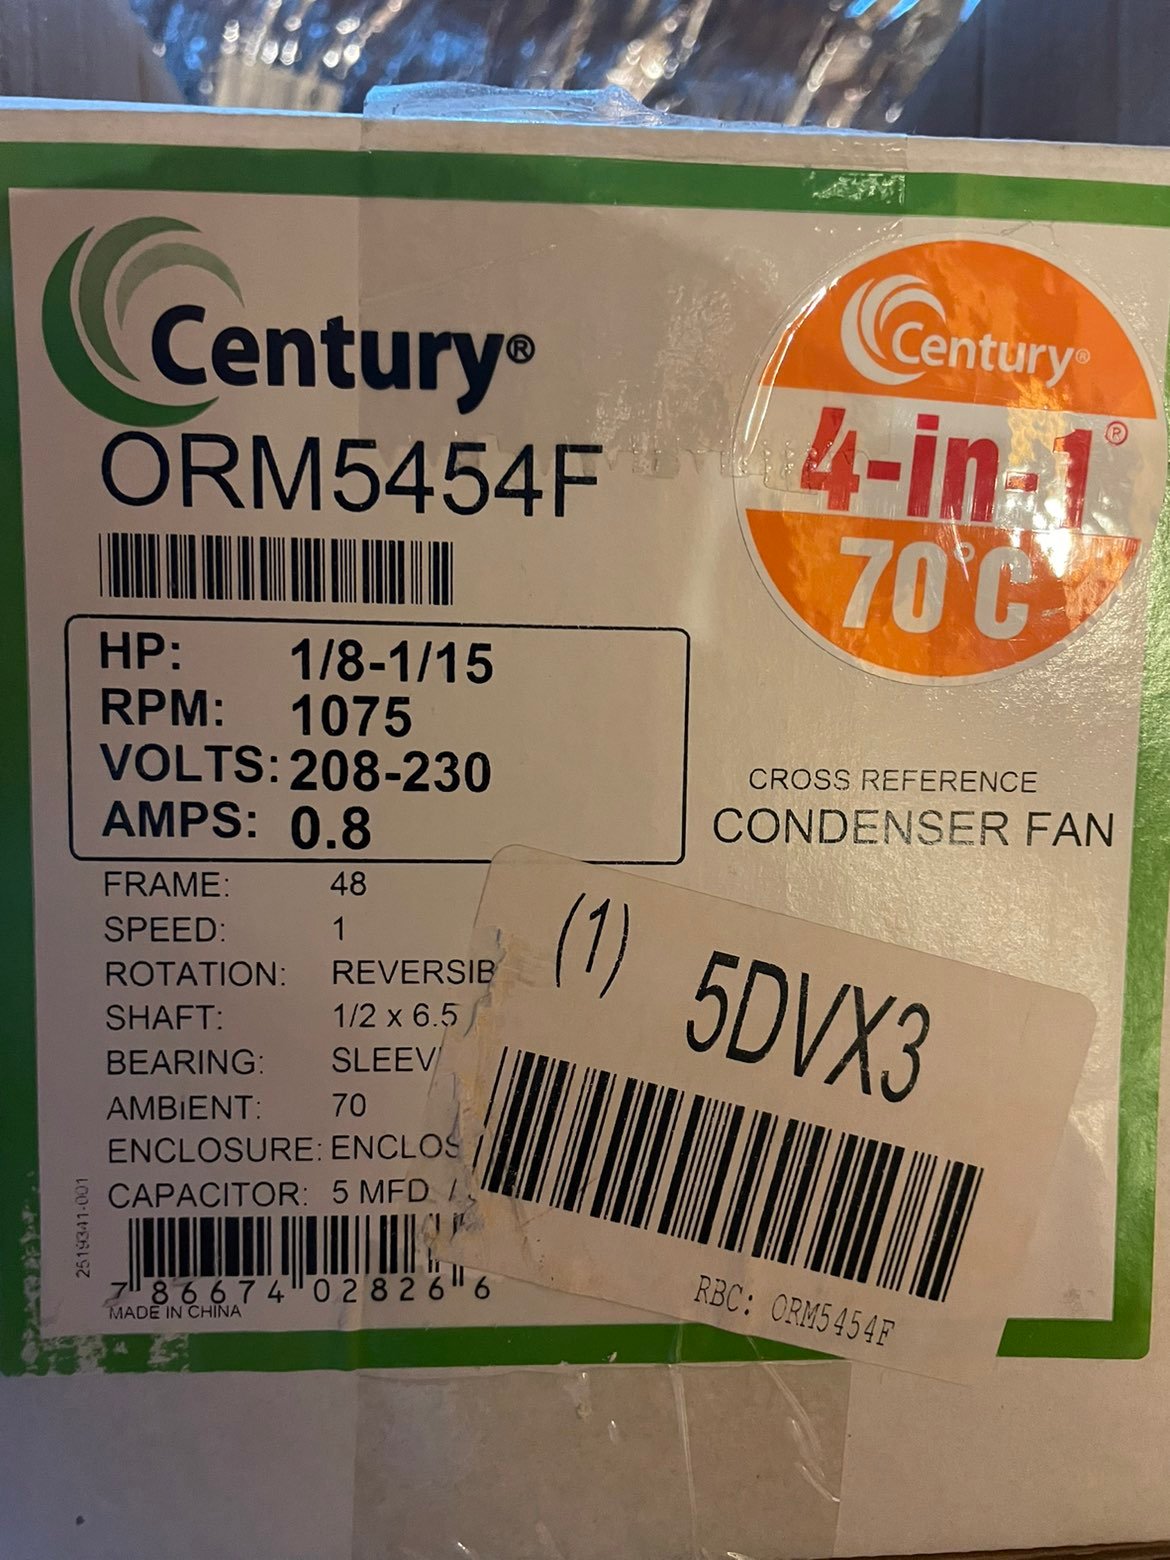 Century®
ORM5454F
Century®
4-in-1®
70°C
HP: 1/8-1/15
RPM: 1075
VOLTS: 208-230
AMPS: 0.8
CROSS REFERENCE
CONDENSER FAN
FRAME: 48
SPEED: 1
ROTATION: REVERSIB
SHAFT: 1/2 x 6.5
BEARING: SLEEV
AMBIENT: 70
ENCLOSURE: ENCLOS
CAPACITOR: 5 MFD /
2519341-001
7 86674 02826 6
MADE IN CHINA
(1) 5DVX3
RBC: ORM5454F